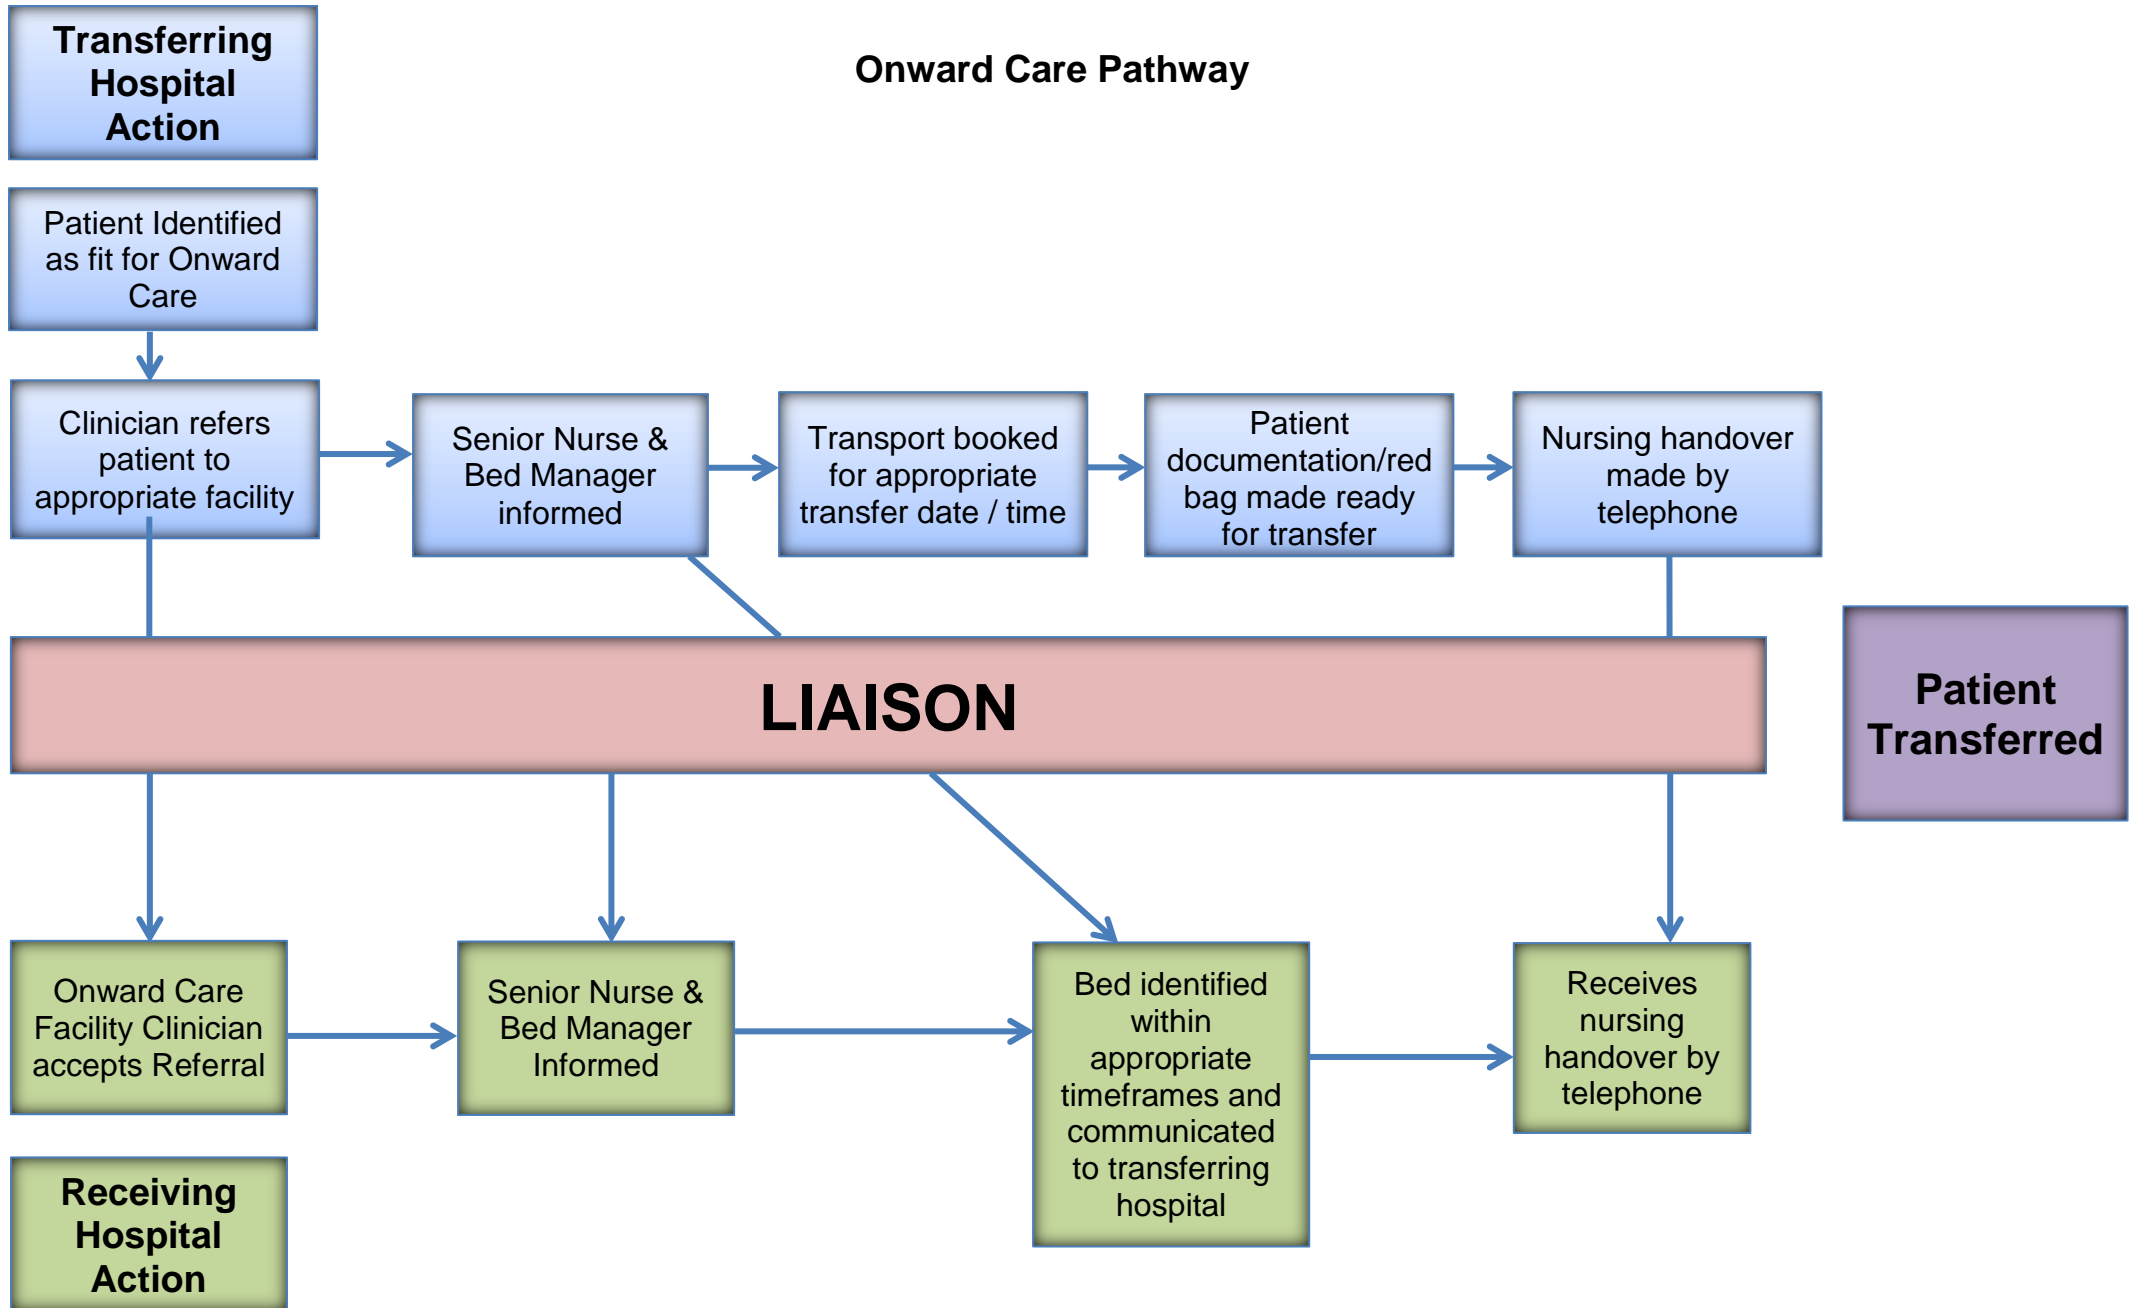 Transferring
Hospital
Action
Onward Care Pathway
Patient Identified
as fit for Onward
Care
Clinician refers
patient to
appropriate facility
Senior Nurse &
Bed Manager
informed
Transport booked
for appropriate
transfer date / time
Patient
documentation/red
bag made ready
for transfer
Nursing handover
made by
telephone
LIAISON
Patient
Transferred
Onward Care
Facility Clinician
accepts Referral
Senior Nurse &
Bed Manager
Informed
Bed identified
within
appropriate
timeframes and
communicated
to transferring
hospital
Receives
nursing
handover by
telephone
Receiving
Hospital
Action